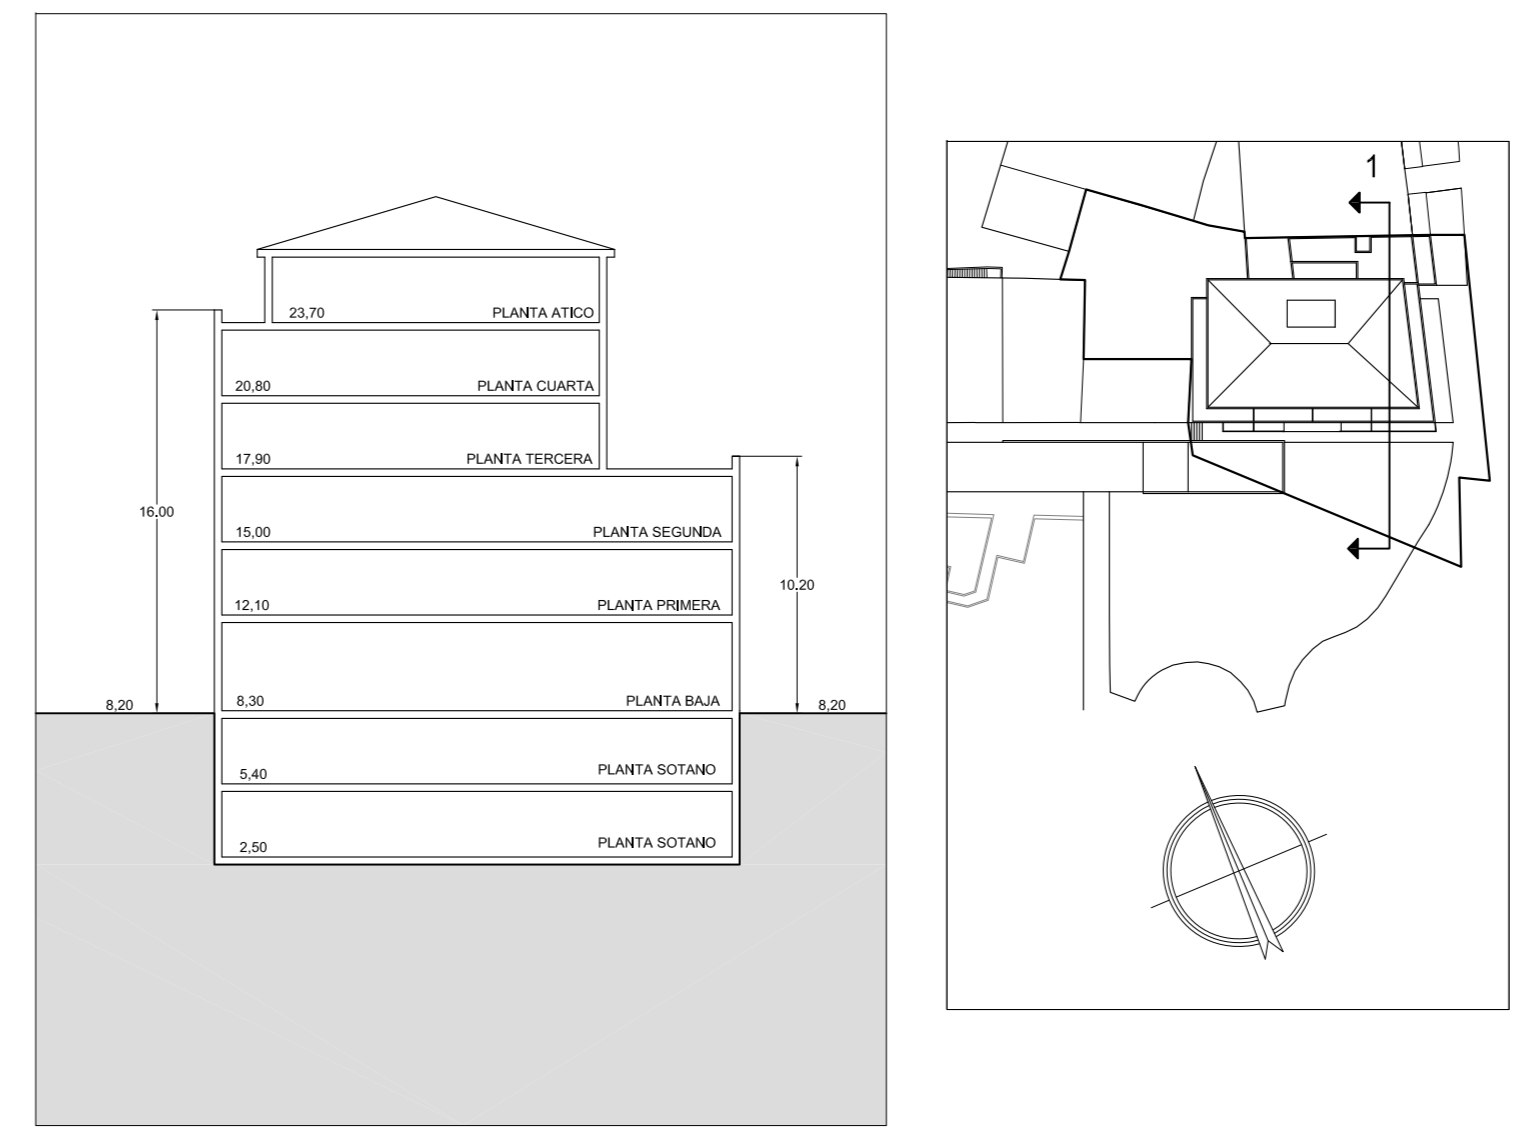 1
23,70 PLANTA ATICO
20,80 PLANTA CUARTA
17,90 PLANTA TERCERA
16.00
15,00 PLANTA SEGUNDA
10.20
12,10 PLANTA PRIMERA
8,20
8,30 PLANTA BAJA
8,20
5,40 PLANTA SOTANO
2,50 PLANTA SOTANO